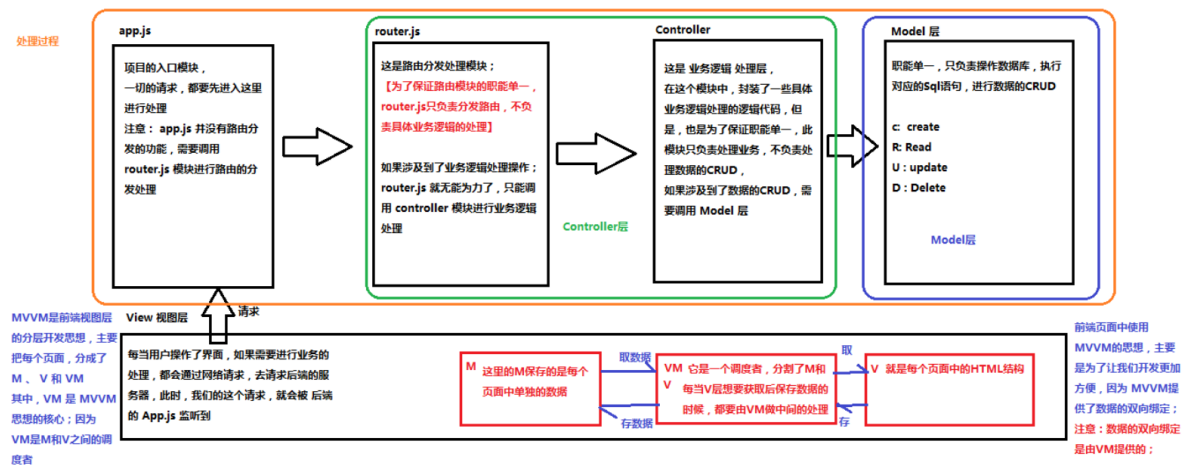 处理过程
app.js
项目的入口模块，
一切的请求，都要先进入这里
进行处理
注意： app.js 并没有路由分
发的功能，需要调用
router.js 模块进行路由的分
发处理
router.js
这是路由分发处理模块；
【为了保证路由模块的职能单一，
router.js只负责分发路由，不负
责具体业务逻辑的处理】
如果涉及到了业务逻辑处理操作；
router.js 就无能为力了，只能调
用 controller 模块进行业务逻辑
处理
Controller层
Controller
这是 业务逻辑 处理层，
在这个模块中，封装了一些具体
业务逻辑处理的逻辑代码，但
是，也是为了保证职能单一，此
模块只负责处理业务，不负责处
理数据的CRUD，
如果涉及到了数据的CRUD，需
要调用 Model 层
Model 层
职能单一，只负责操作数据库，执行
对应的Sql语句，进行数据的CRUD
c: create
R: Read
U : update
D : Delete
Model层
MVVM是前端视图层
的分层开发思想，主要
把每个页面，分成了
M 、 V 和 VM
其中，VM 是 MVVM
思想的核心；因为
VM是M和V之间的调
度者
View 视图层
请求
每当用户操作了界面，如果需要进行业务的
处理，都会通过网络请求，去请求后端的服
务器，此时，我们的这个请求，就会被 后端
的 App.js 监听到
M 这里的M保存的是每个
页面中单独的数据
取数据
存数据
VM 它是一个调度者，分割了M和
V 每当V层想要获取后保存数据的
时候，都要由VM做中间的处理
取
存
V 就是每个页面中的HTML结构
前端页面中使用
MVVM的思想，主要
是为了让我们开发更加
方便，因为 MVVM提
供了数据的双向绑定；
注意：数据的双向绑定
是由VM提供的；